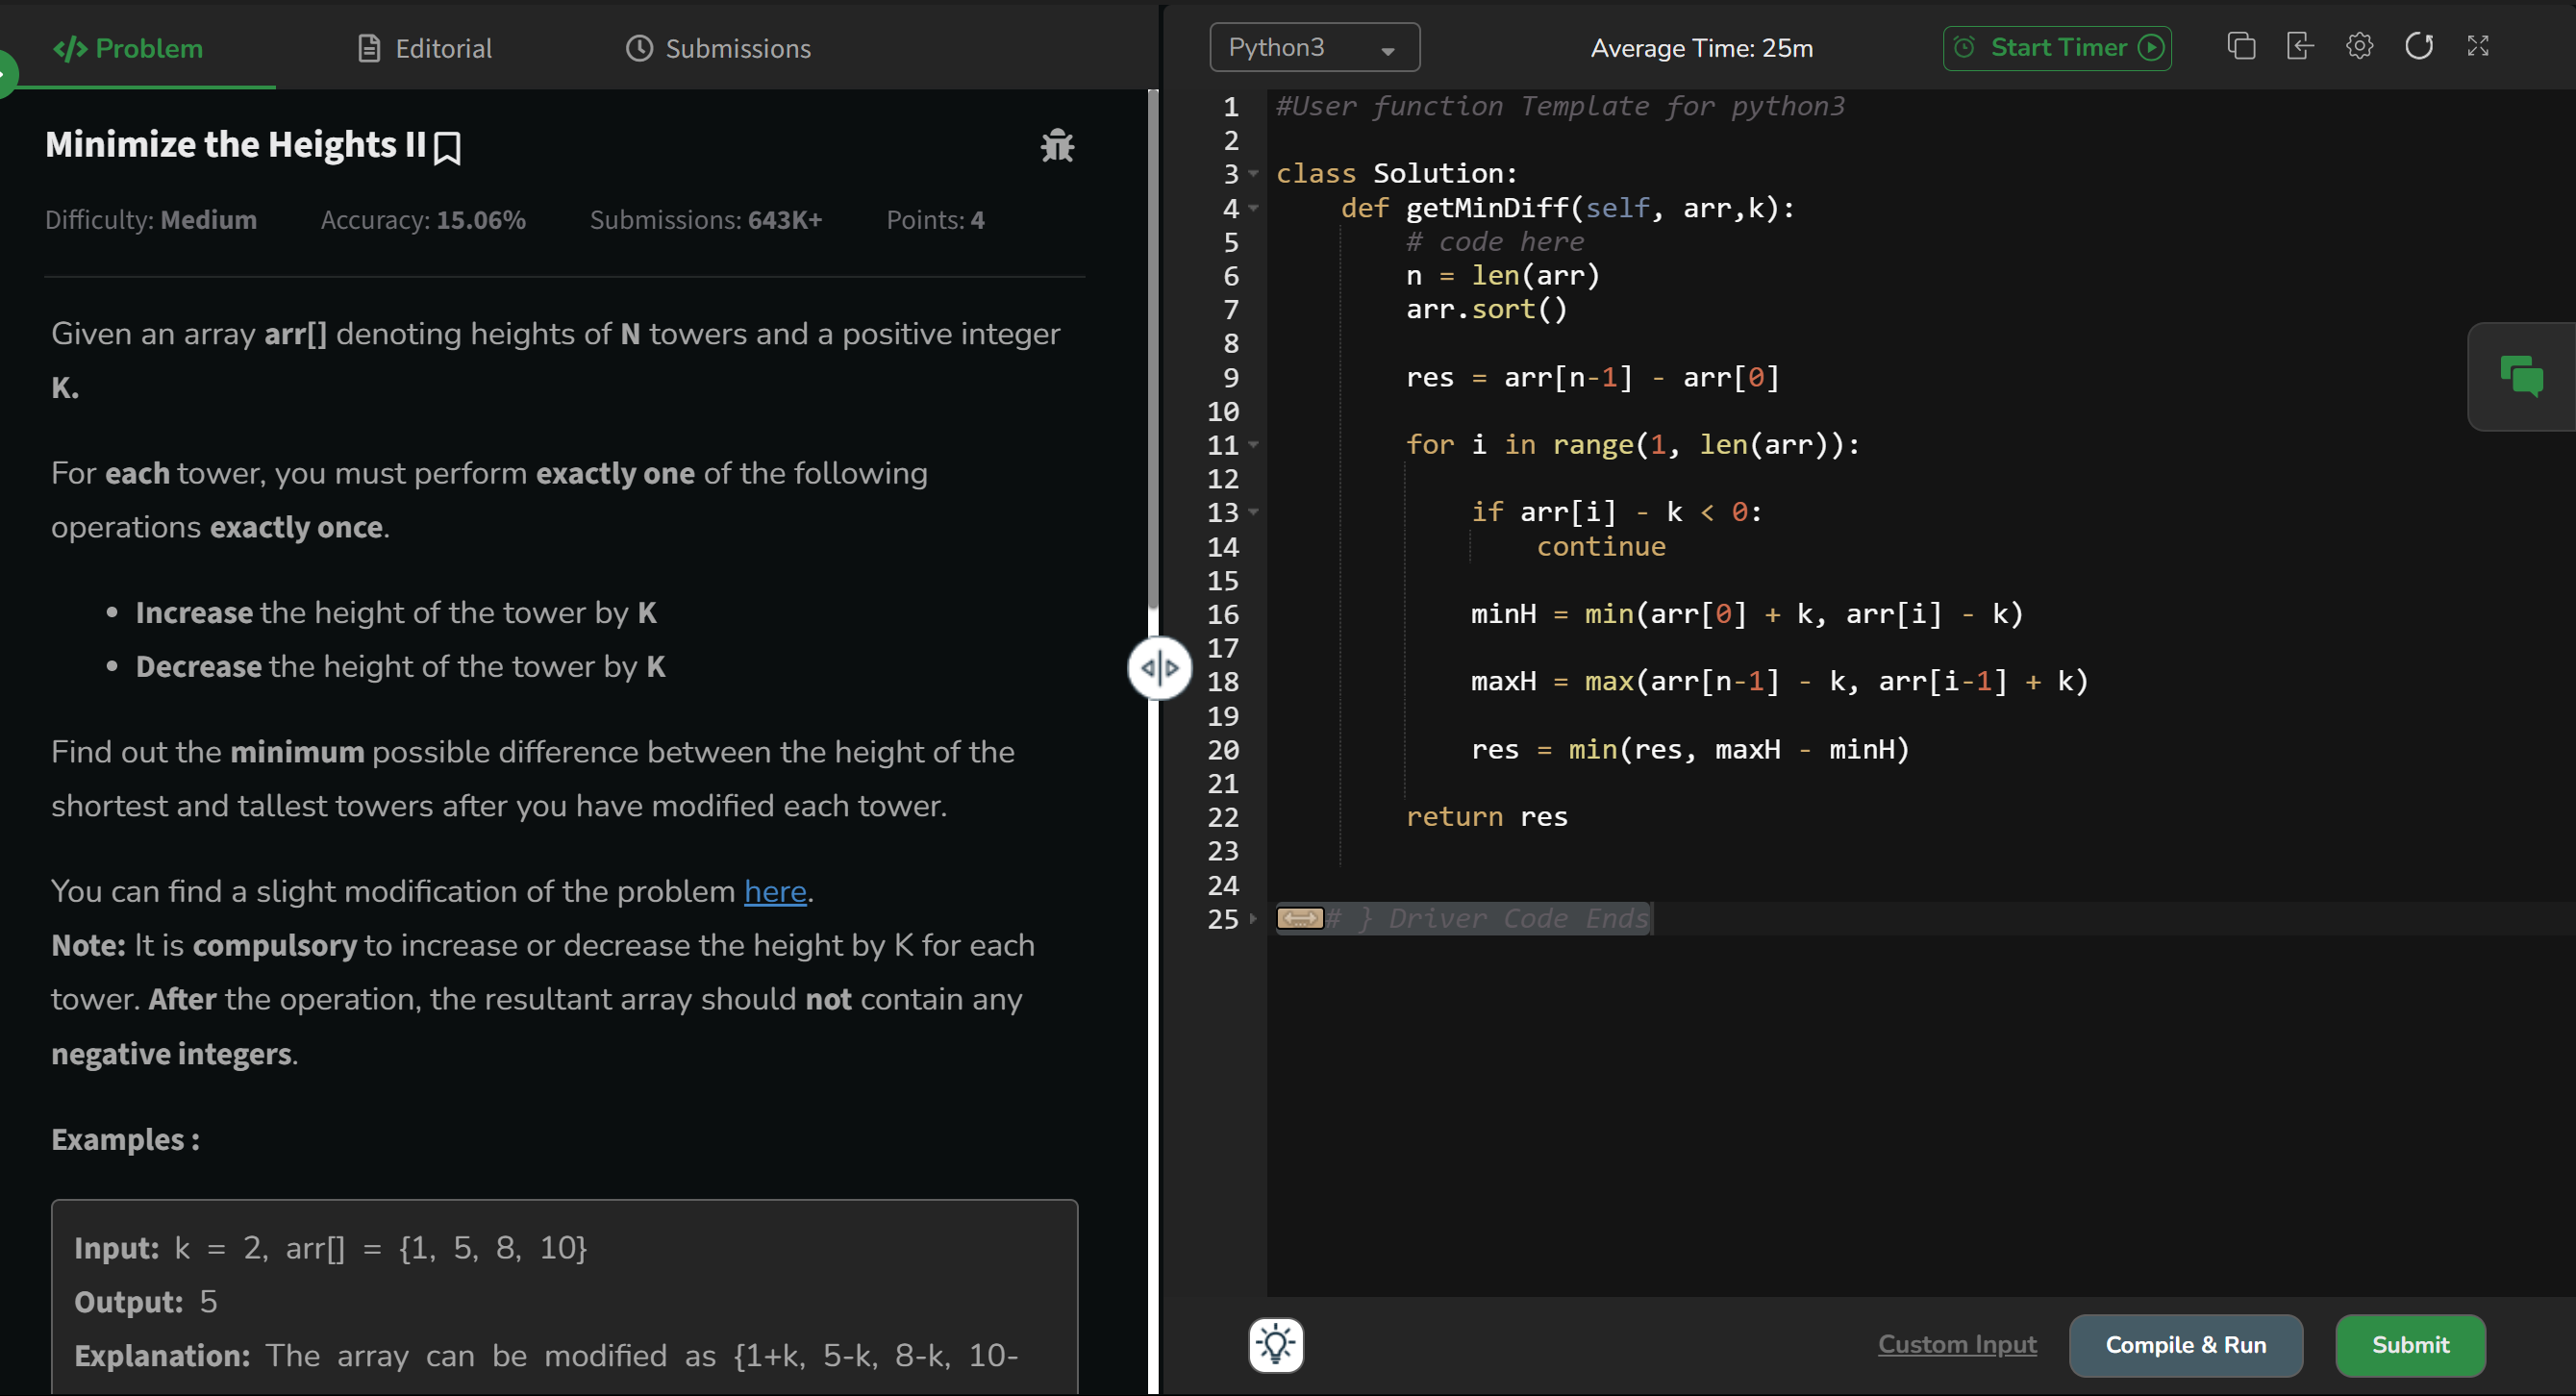 </> Problem
Editorial
Submissions
Minimize the Heights II
Difficulty: Medium Accuracy: 15.06% Submissions: 643K+ Points: 4
Given an array arr[] denoting heights of N towers and a positive integer
K.
For each tower, you must perform exactly one of the following
operations exactly once.
• Increase the height of the tower by K
• Decrease the height of the tower by K
Find out the minimum possible difference between the height of the
shortest and tallest towers after you have modified each tower.
You can find a slight modification of the problem here.
Note: It is compulsory to increase or decrease the height by K for each
tower. After the operation, the resultant array should not contain any
negative integers.
Examples :
Input: k = 2, arr[] = {1, 5, 8, 10}
Output: 5
Explanation: The array can be modified as {1+k, 5-k, 8-k, 10-
Python3
Average Time: 25m
Start Timer
1 #User function Template for python3
2
3 class Solution:
4     def getMinDiff(self, arr,k):
5         # code here
6         n = len(arr)
7         arr.sort()
8
9         res = arr[n-1] - arr[0]
10
11         for i in range(1, len(arr)):
12
13             if arr[i] - k < 0:
14                 continue
15
16             minH = min(arr[0] + k, arr[i] - k)
17
18             maxH = max(arr[n-1] - k, arr[i-1] + k)
19
20             res = min(res, maxH - minH)
21
22         return res
23
24
25 # } Driver Code Ends
Custom Input
Compile & Run
Submit